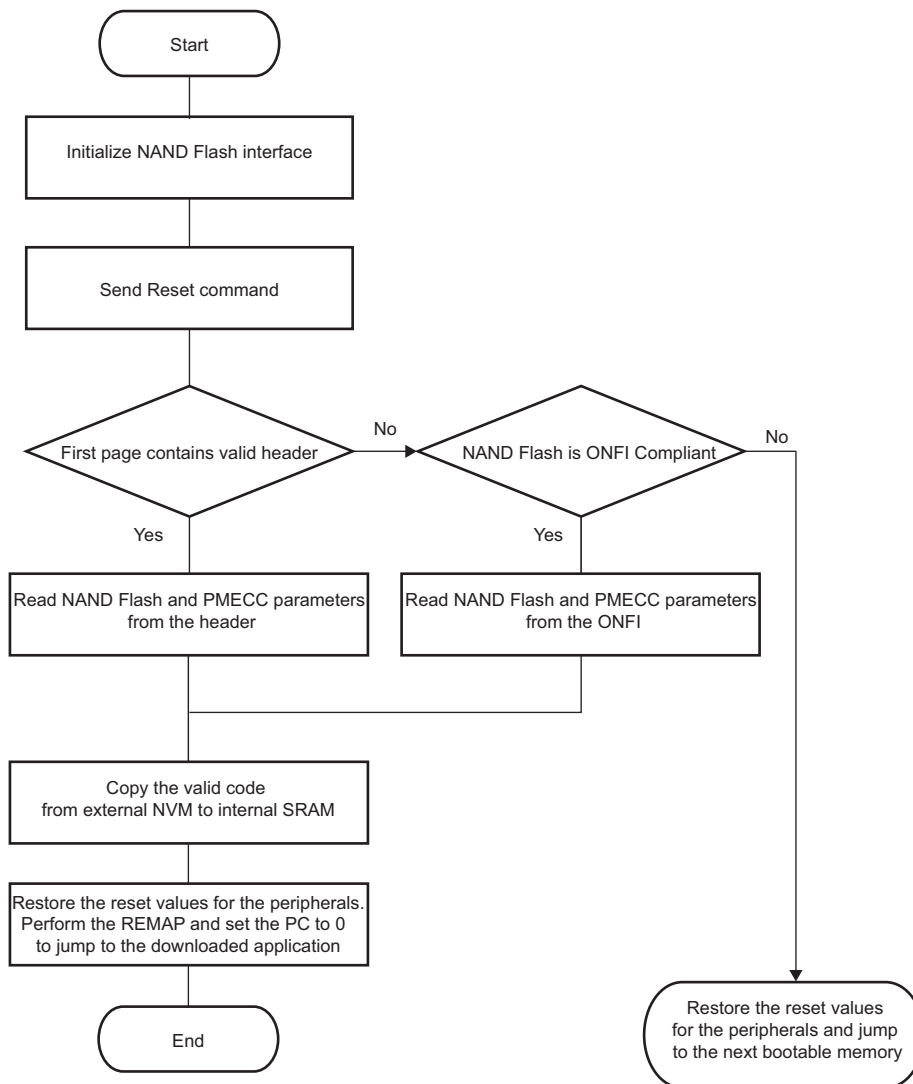 Start
Initialize NAND Flash interface
Send Reset command
First page contains valid header
No
NAND Flash is ONFI Compliant
No
Yes
Yes
Read NAND Flash and PMECC parameters
from the header
Read NAND Flash and PMECC parameters
from the ONFI
Copy the valid code
from external NVM to internal SRAM
Restore the reset values for the peripherals.
Perform the REMAP and set the PC to 0
to jump to the downloaded application
End
Restore the reset values
for the peripherals and jump
to the next bootable memory